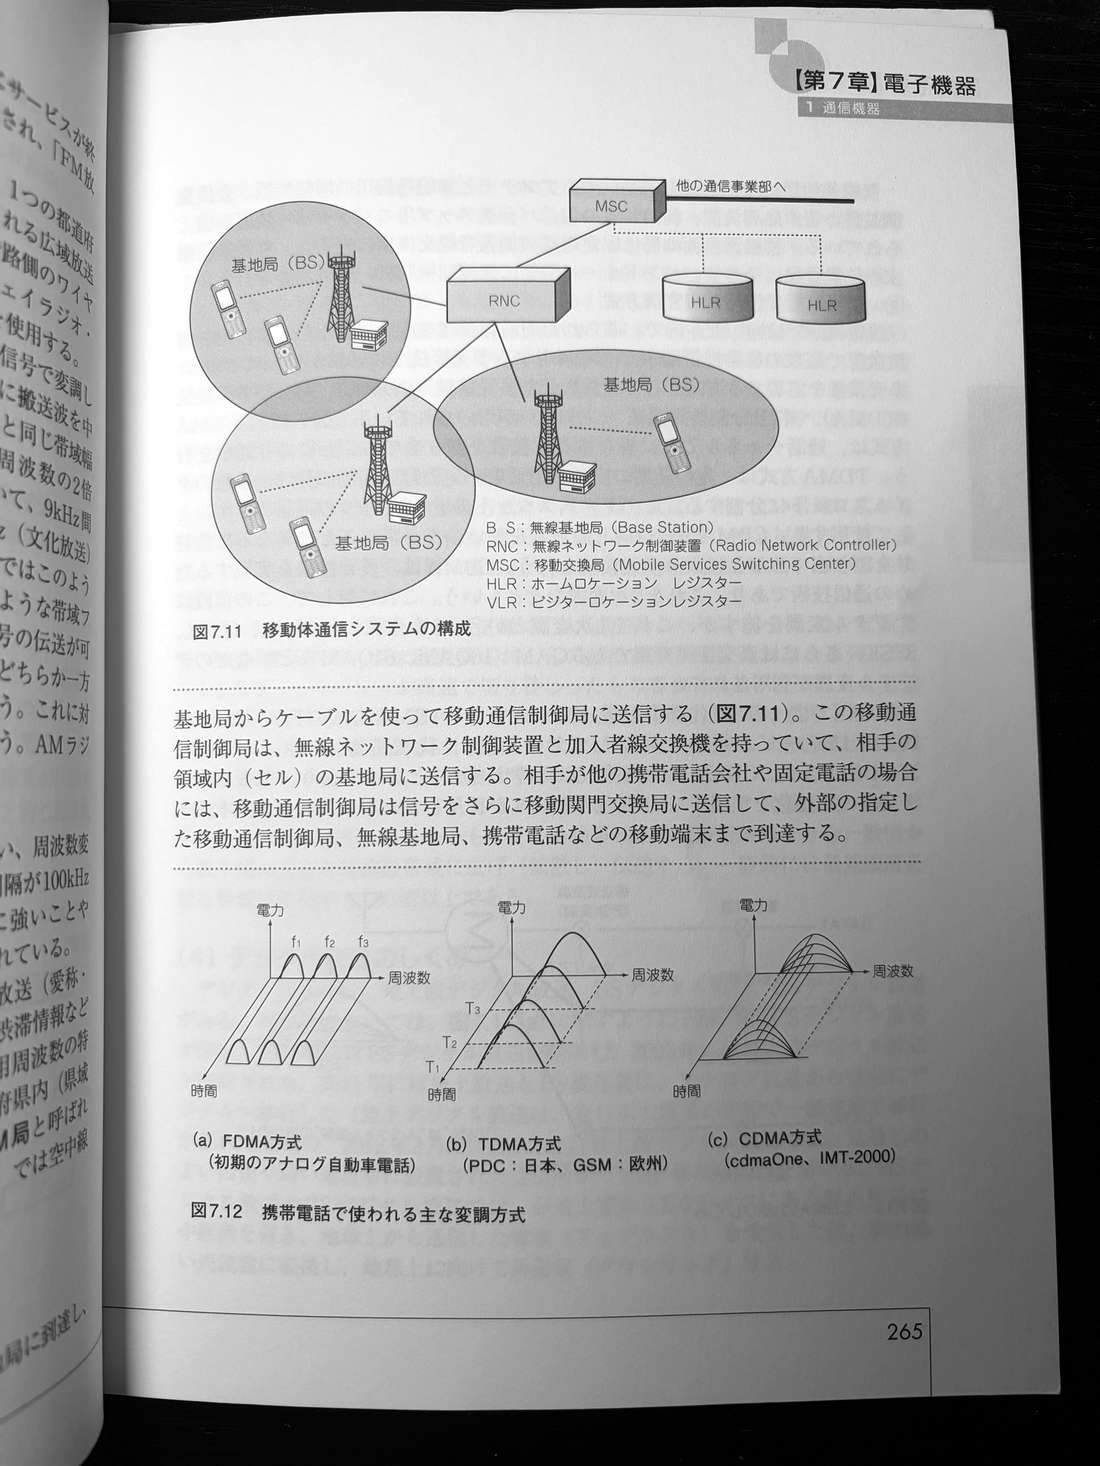 ビサービスが終
され、「FM放
1つの都道府
れる広域放送
路側のワイヤ
ェイラジオ・
使用する。
信号で変調し
に搬送波を中
と同じ帯域幅
周波数の2倍
いて、9kHz間
(文化放送)
ではこのよう
ような帯域フ
号の伝送が可
どちらか一方
う。これに対
う。AMラジ
い、周波数変
間隔が100kHz
に強いことや
れている。
放送(愛称・
渋滞情報など
用周波数の特
府県内(県域
M局と呼ばれ
では空中線
局に到達し、
【第7章】電子機器
1 通信機器
MSC
他の通信事業部へ
基地局(BS)
RNC
HLR
HLR
基地局(BS)
基地局(BS)
B S:無線基地局(Base Station)
RNC:無線ネットワーク制御装置(Radio Network Controller)
MSC:移動交換局(Mobile Services Switching Center)
HLR:ホームロケーション レジスター
VLR:ビジターロケーションレジスター
図7.11 移動体通信システムの構成
基地局からケーブルを使って移動通信制御局に送信する(図7.11)。この移動通
信制御局は、無線ネットワーク制御装置と加入者線交換機を持っていて、相手の
領域内(セル)の基地局に送信する。相手が他の携帯電話会社や固定電話の場合
には、移動通信制御局は信号をさらに移動関門交換局に送信して、外部の指定し
た移動通信制御局、無線基地局、携帯電話などの移動端末まで到達する。
電力
f1 f2 f3
周波数
時間
電力
周波数
T3
T2
T1
時間
電力
周波数
時間
(a) FDMA方式
(初期のアナログ自動車電話)
(b) TDMA方式
(PDC:日本、GSM:欧州)
(c) CDMA方式
(cdmaOne、IMT-2000)
図7.12 携帯電話で使われる主な変調方式
265